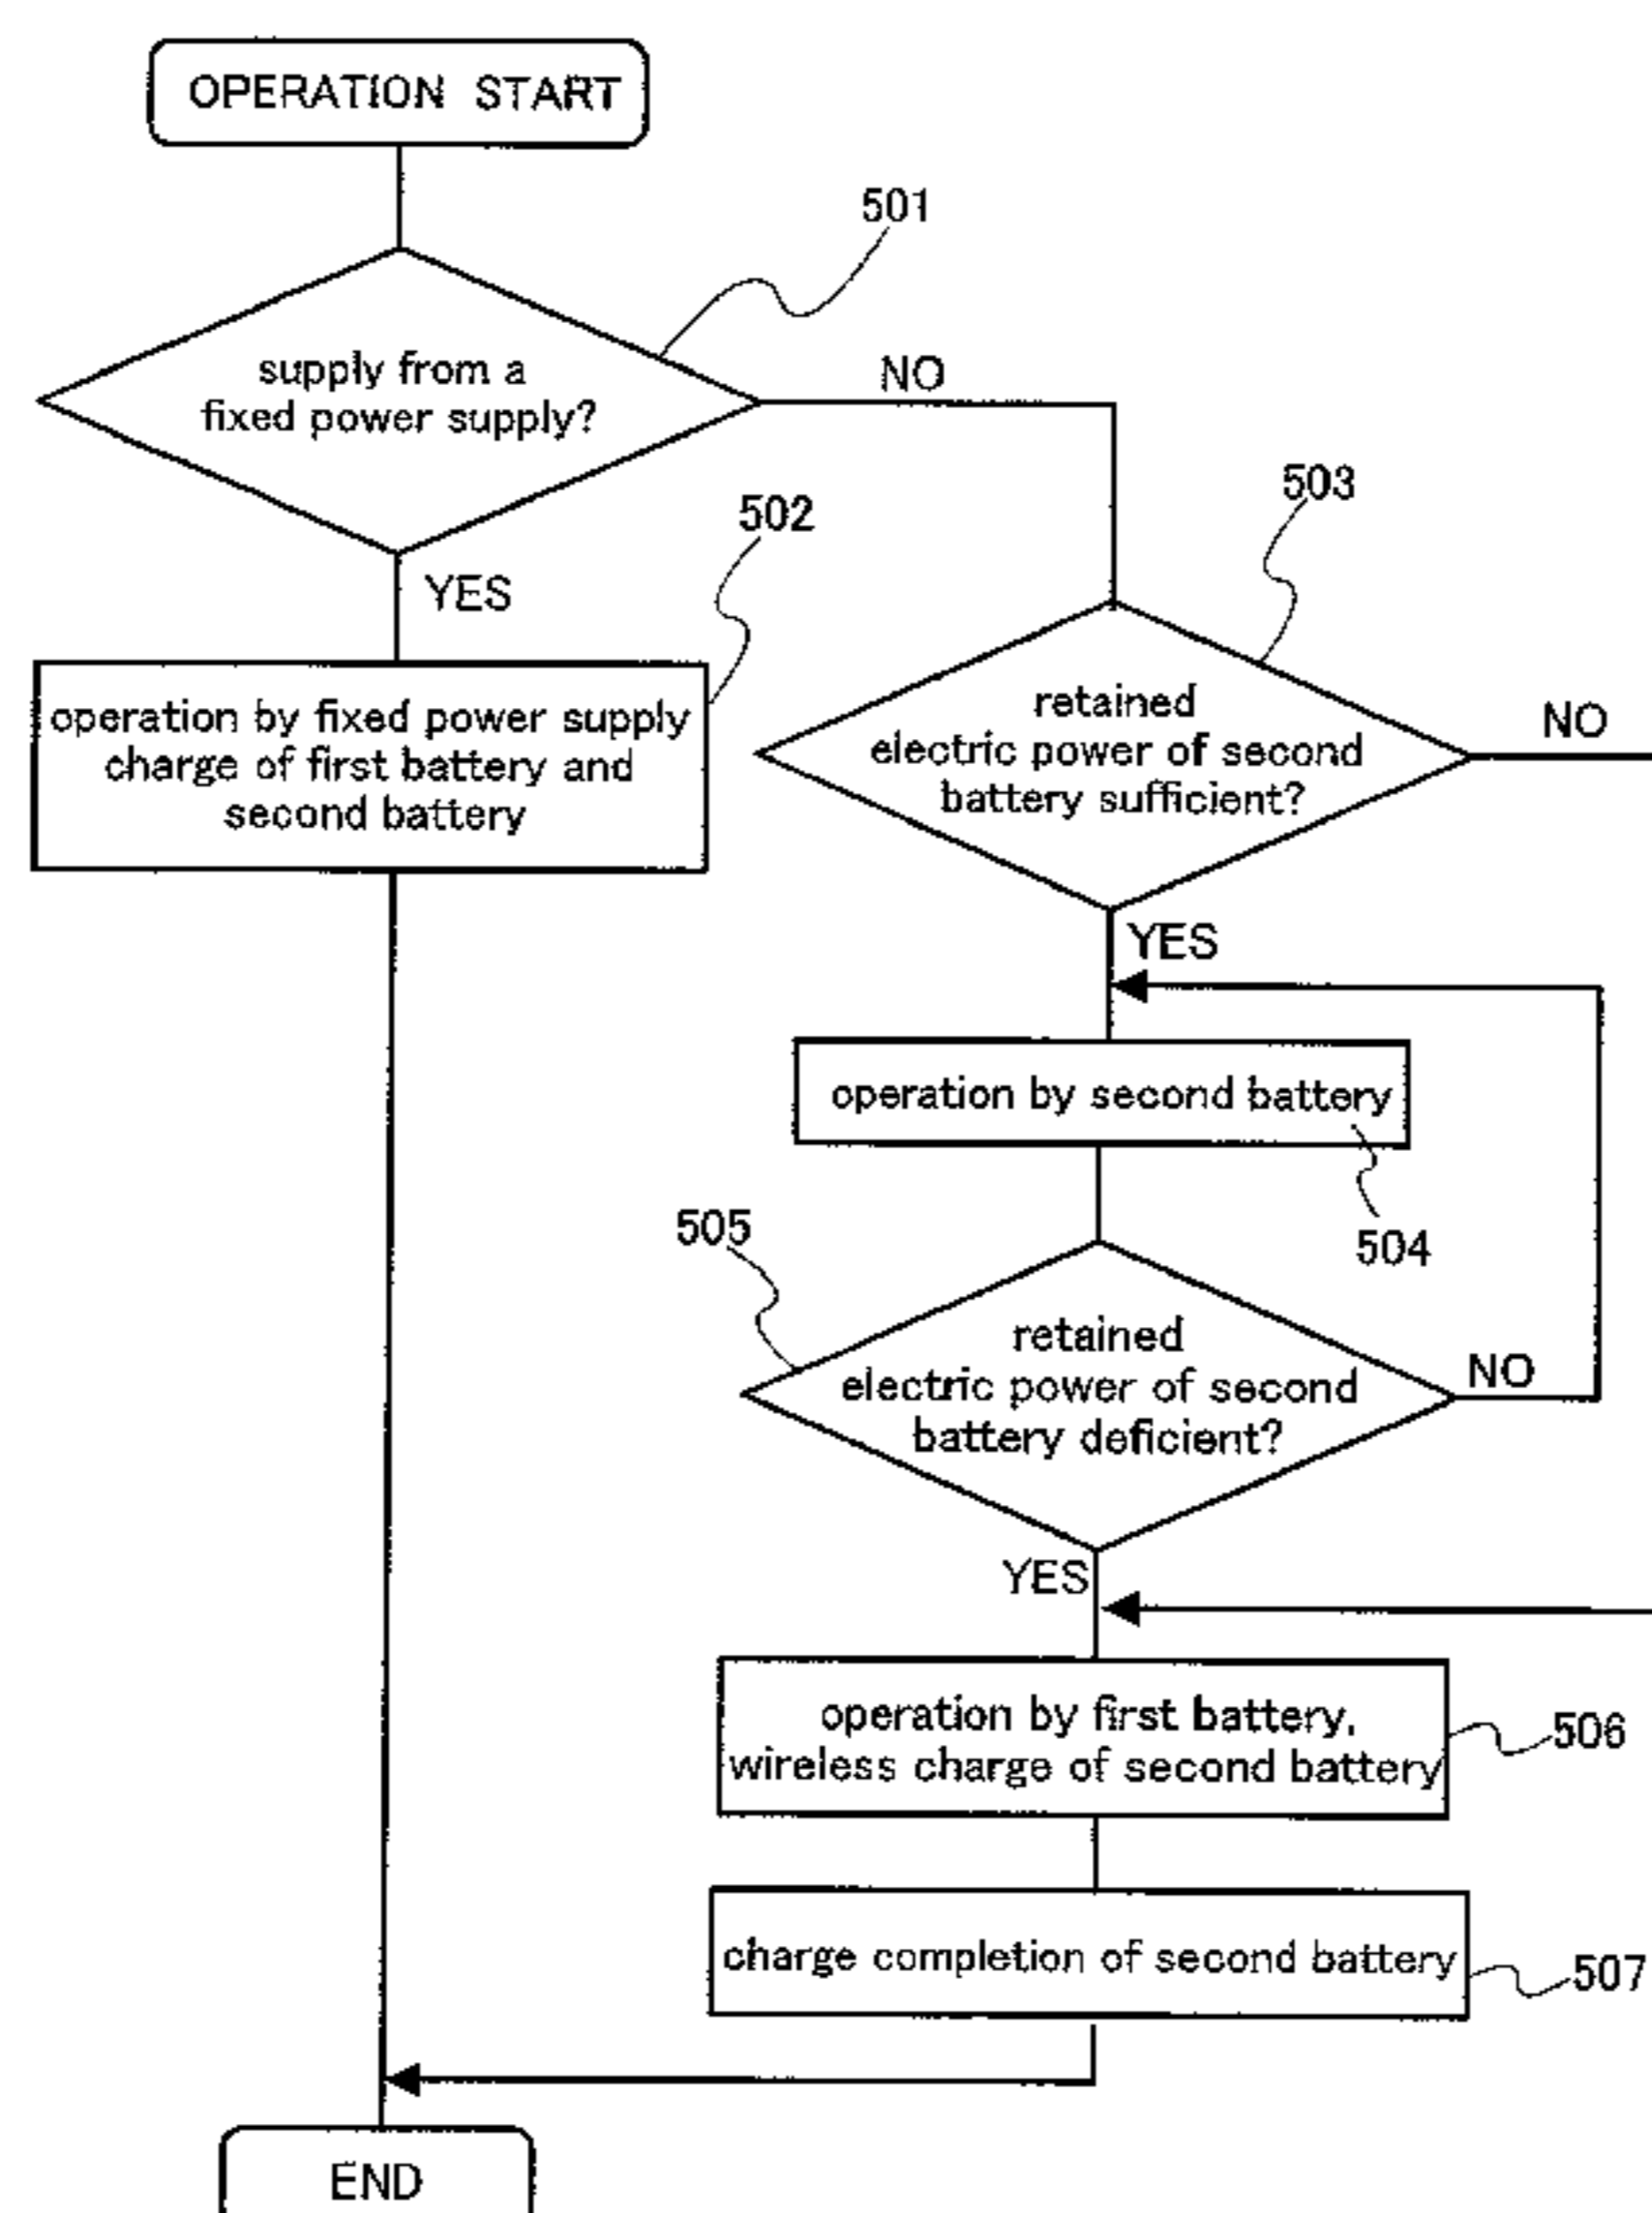 OPERATION START
501
supply from a
fixed power supply?
NO
YES
502
operation by fixed power supply
charge of first battery and
second battery
503
retained
electric power of second
battery sufficient?
NO
YES
operation by second battery
504
505
retained
electric power of second
battery deficient?
NO
YES
operation by first battery,
wireless charge of second battery
506
charge completion of second battery
507
END